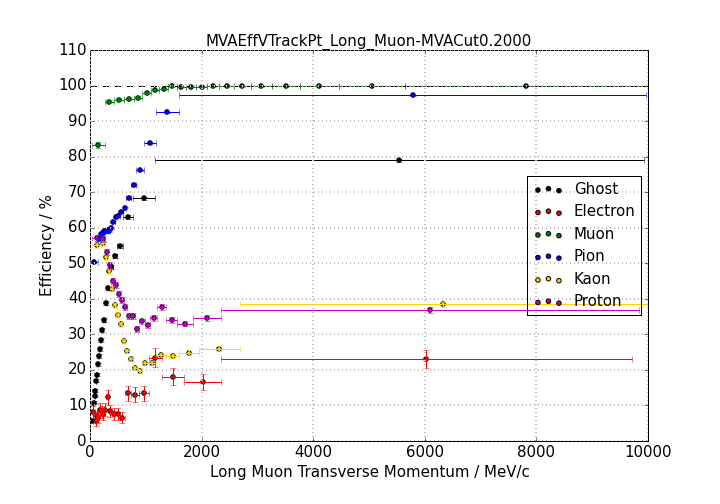 MVAEffVTrackPt_Long_Muon-MVACut0.2000
110
100
90
80
70
60
50
40
30
20
10
0
Efficiency / %
Ghost
Electron
Muon
Pion
Kaon
Proton
0 2000 4000 6000 8000 10000
Long Muon Transverse Momentum / MeV/c